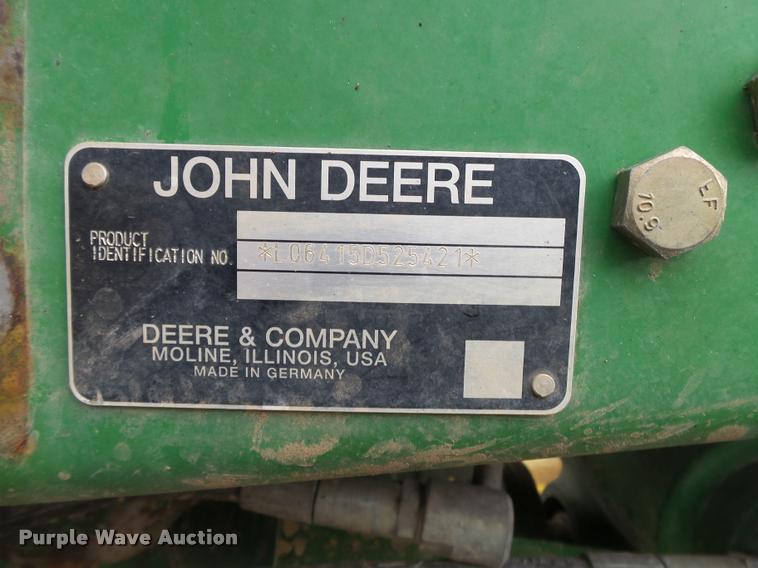 JOHN DEERE
PRODUCT
IDENTIFICATION NO.
*L06415D525421*
DEERE & COMPANY
MOLINE, ILLINOIS, USA
MADE IN GERMANY
LF
10.9
Purple Wave Auction